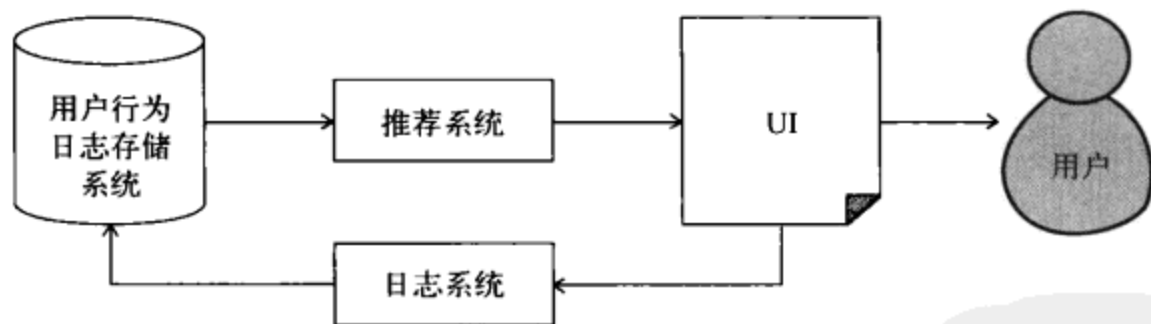 用户行为
日志存储
系统
推荐系统
UI
用户
日志系统